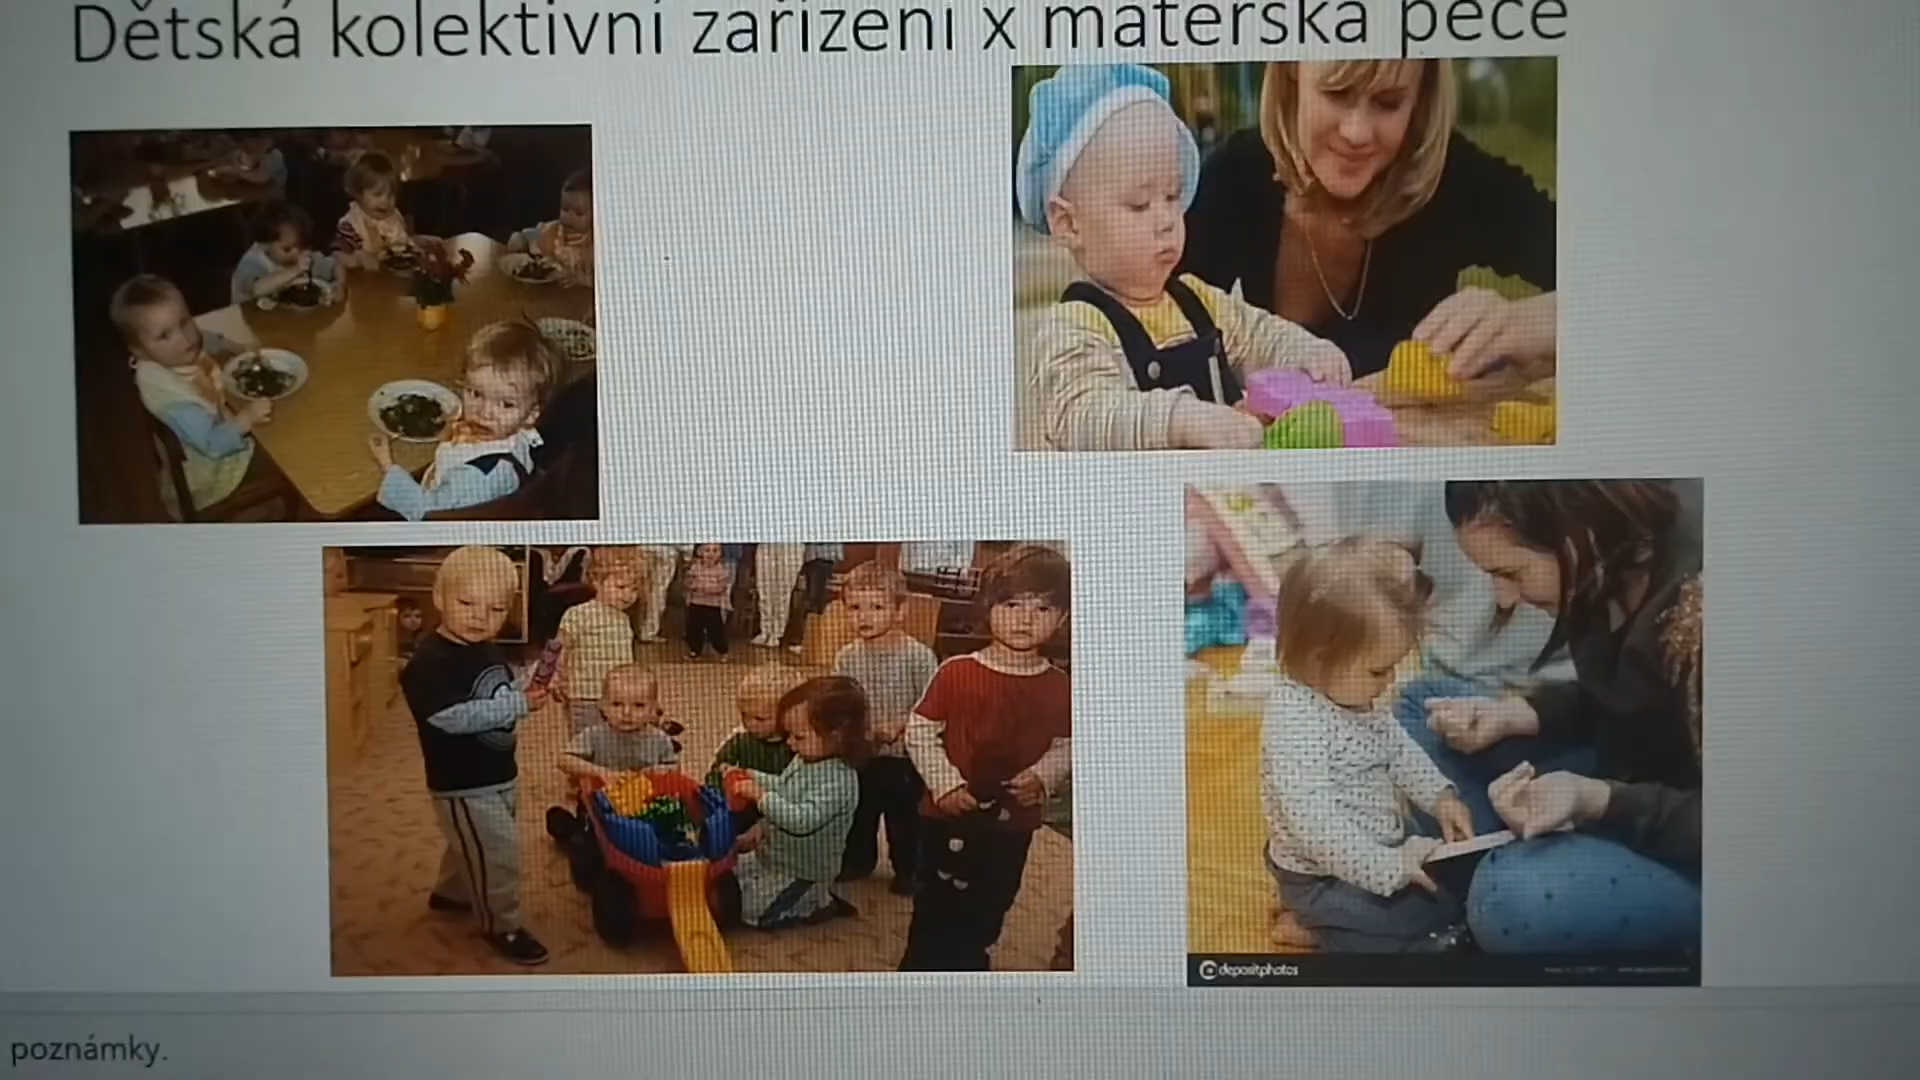 Dětská kolektivní zařízení x mateřská péče
depositphotos
poznámky.